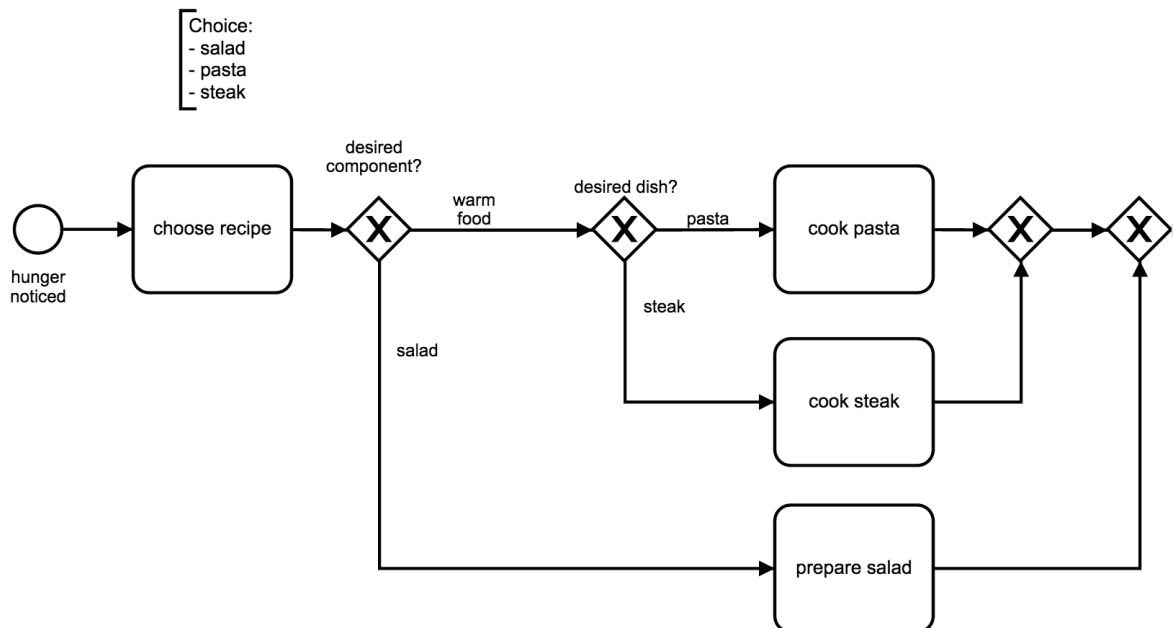 Choice:
- salad
- pasta
- steak
desired
component?
warm
food
desired dish?
pasta
choose recipe
cook pasta
X
X
X
X
hunger
noticed
steak
salad
cook steak
prepare salad